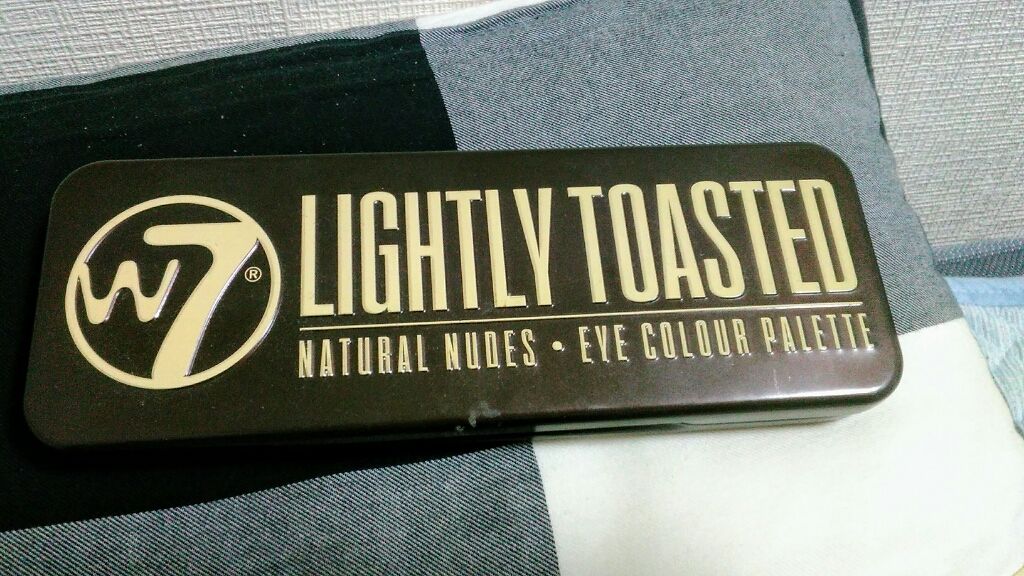 W7®
LIGHTLY TOASTED
NATURAL NUDES • EYE COLOUR PALETTE